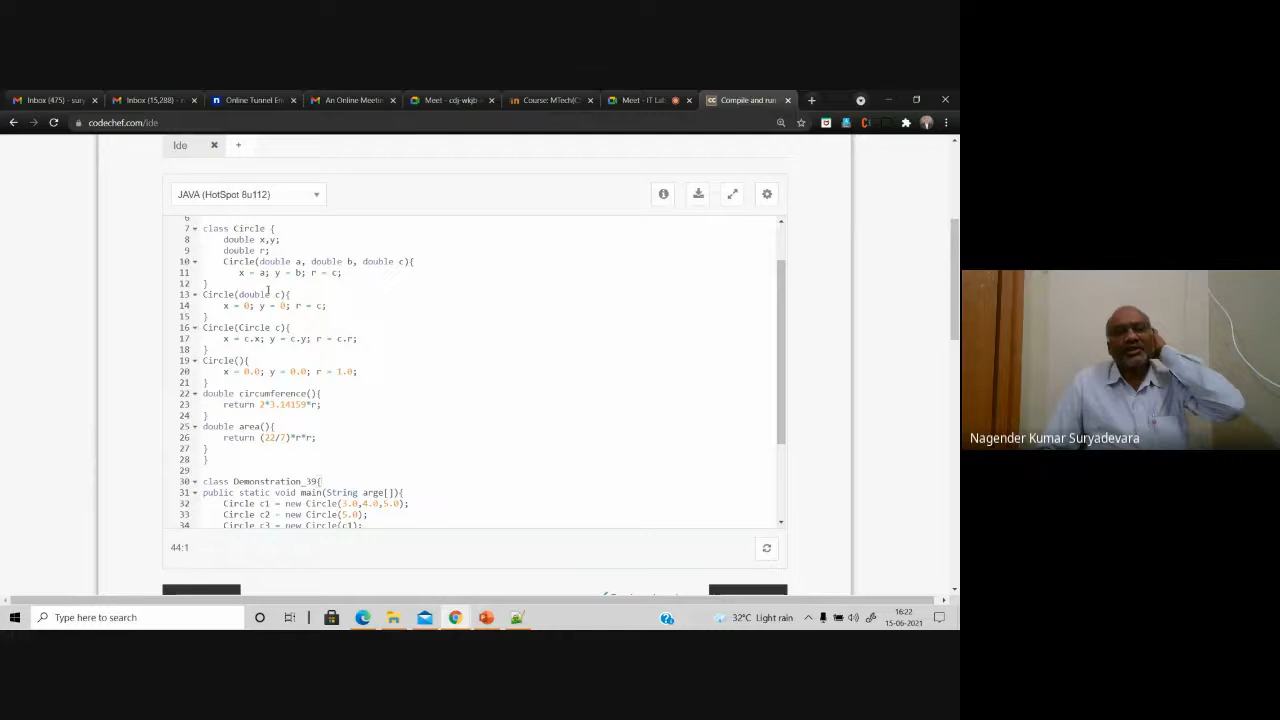 Inbox (475) - sury
Inbox (15,288) - n
Online Tunnel En
An Online Meetin
Meet - cdj-wkjb
Course: MTech(C
Meet - IT Lab
Compile and run
codechef.com/ide
Ide
JAVA (HotSpot 8u112)
6
7 class Circle {
8 double x,y;
9 double r;
10 Circle(double a, double b, double c){
11 x = a; y = b; r = c;
12 }
13 Circle(double c){
14 x = 0; y = 0; r = c;
15 }
16 Circle(Circle c){
17 x = c.x; y = c.y; r = c.r;
18 }
19 Circle(){
20 x = 0.0; y = 0.0; r = 1.0;
21 }
22 double circumference(){
23 return 2*3.14159*r;
24 }
25 double area(){
26 return (22/7)*r*r;
27 }
28 }
29
30 class Demonstration_39{
31 public static void main(String arge[]){
32 Circle c1 = new Circle(3.0,4.0,5.0);
33 Circle c2 = new Circle(5.0);
34 Circle c3 = new Circle(c1);
44:1
Nagender Kumar Suryadevara
Type here to search
32°C Light rain
16:22
15-06-2021